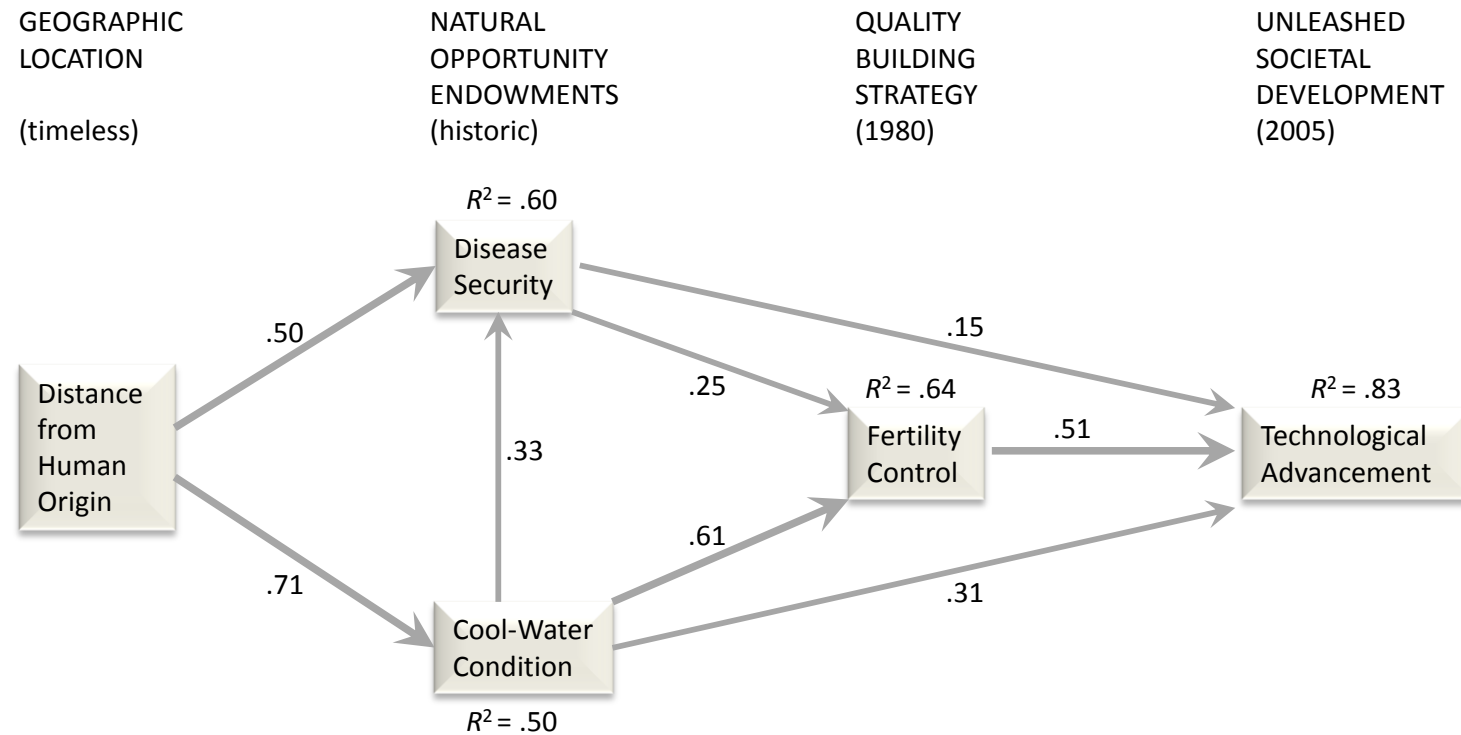 GEOGRAPHIC
LOCATION
(timeless)
NATURAL
OPPORTUNITY
ENDOWMENTS
(historic)
QUALITY
BUILDING
STRATEGY
(1980)
UNLEASHED
SOCIETAL
DEVELOPMENT
(2005)
R² = .60
Disease
Security
.50
.15
.25
Distance
from
Human
Origin
.33
R² = .64
Fertility
Control
.51
R² = .83
Technological
Advancement
.71
.61
.31
Cool-Water
Condition
R² = .50